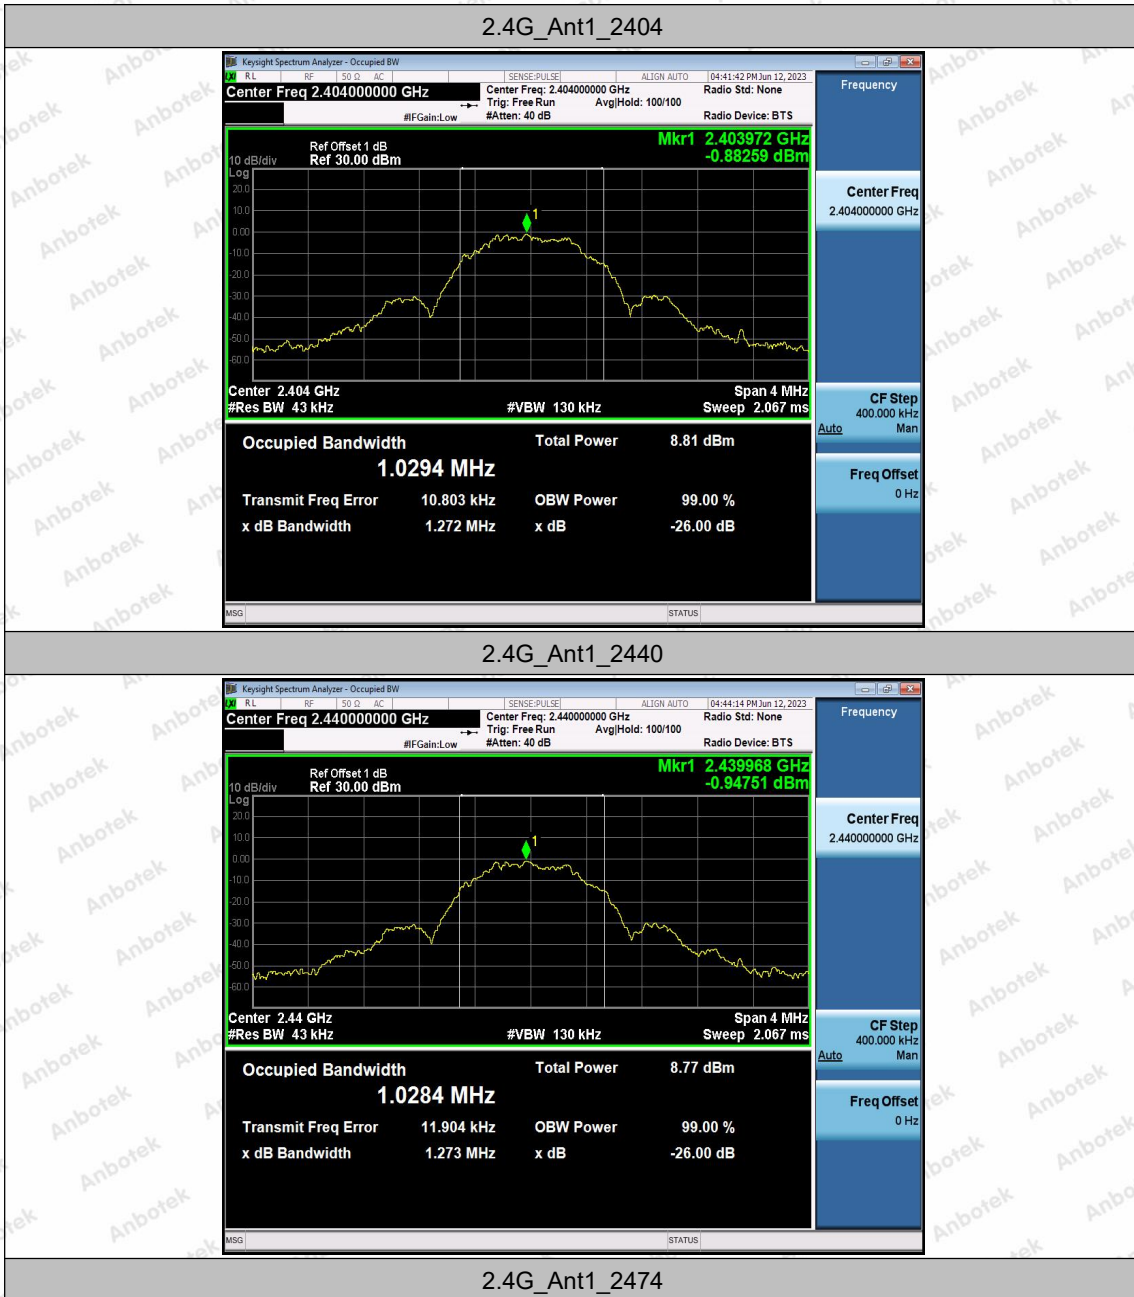 2.4G_Ant1_2404
Keysight Spectrum Analyzer - Occupied BW
LXI RL RF 50 Ω AC SENSE:PULSE ALIGN AUTO 04:41:42 PM Jun 12, 2023
Center Freq 2.404000000 GHz
Center Freq: 2.404000000 GHz Radio Std: None
Trig: Free Run Avg|Hold: 100/100
#IFGain:Low #Atten: 40 dB Radio Device: BTS
Frequency
Mkr1 2.403972 GHz
-0.88259 dBm
Ref Offset 1 dB
10 dB/div Ref 30.00 dBm
Log
20.0
10.0
0.00
-10.0
-20.0
-30.0
-40.0
-50.0
-60.0
1
Center Freq
2.404000000 GHz
Center 2.404 GHz Span 4 MHz
#Res BW 43 kHz #VBW 130 kHz Sweep 2.067 ms
CF Step
400.000 kHz
Auto Man
Occupied Bandwidth Total Power 8.81 dBm
1.0294 MHz
Freq Offset
0 Hz
Transmit Freq Error 10.803 kHz OBW Power 99.00 %
x dB Bandwidth 1.272 MHz x dB -26.00 dB
MSG STATUS
2.4G_Ant1_2440
Keysight Spectrum Analyzer - Occupied BW
LXI RL RF 50 Ω AC SENSE:PULSE ALIGN AUTO 04:44:14 PM Jun 12, 2023
Center Freq 2.440000000 GHz
Center Freq: 2.440000000 GHz Radio Std: None
Trig: Free Run Avg|Hold: 100/100
#IFGain:Low #Atten: 40 dB Radio Device: BTS
Frequency
Mkr1 2.439968 GHz
-0.94751 dBm
Ref Offset 1 dB
10 dB/div Ref 30.00 dBm
Log
20.0
10.0
0.00
-10.0
-20.0
-30.0
-40.0
-50.0
-60.0
1
Center Freq
2.440000000 GHz
Center 2.44 GHz Span 4 MHz
#Res BW 43 kHz #VBW 130 kHz Sweep 2.067 ms
CF Step
400.000 kHz
Auto Man
Occupied Bandwidth Total Power 8.77 dBm
1.0284 MHz
Freq Offset
0 Hz
Transmit Freq Error 11.904 kHz OBW Power 99.00 %
x dB Bandwidth 1.273 MHz x dB -26.00 dB
MSG STATUS
2.4G_Ant1_2474